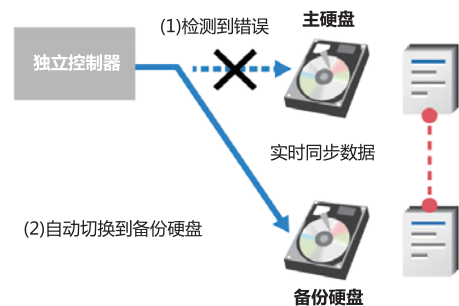 (1)检测到错误
主硬盘
独立控制器
实时同步数据
(2)自动切换到备份硬盘
备份硬盘